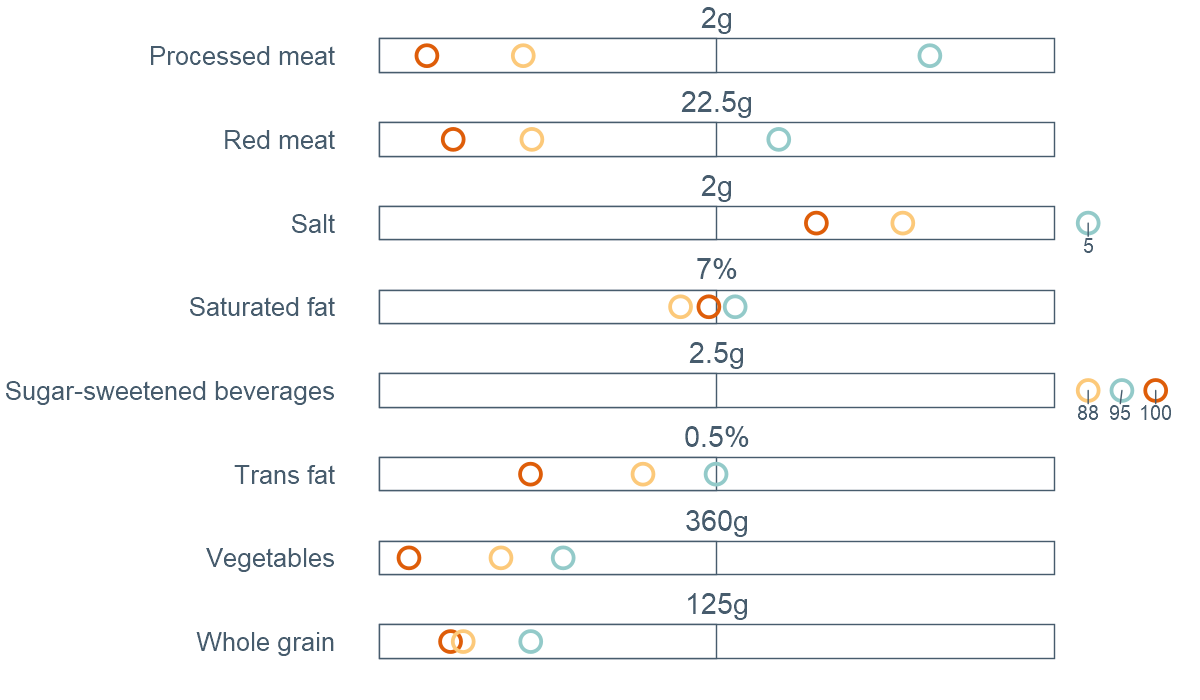 2g
Processed meat
22.5g
Red meat
2g
Salt
5
7%
Saturated fat
2.5g
Sugar-sweetened beverages
88 95 100
0.5%
Trans fat
360g
Vegetables
125g
Whole grain